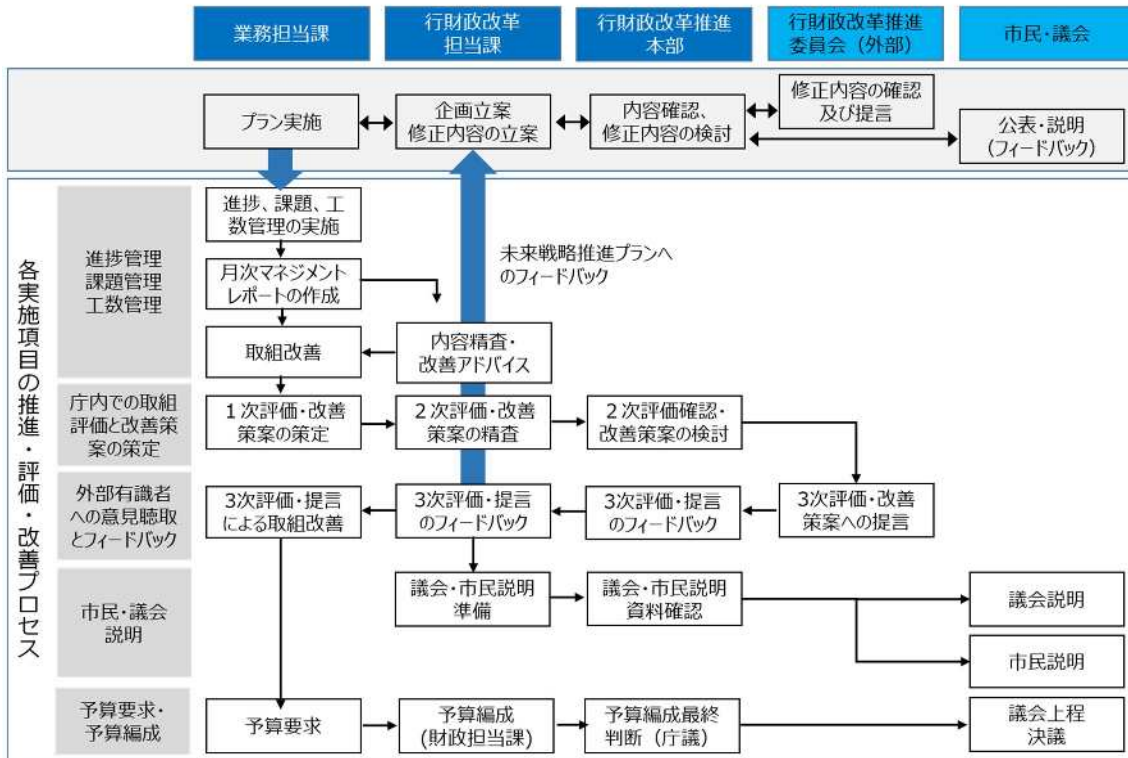 業務担当課
行財政改革
担当課
行財政改革推進
本部
行財政改革推進
委員会（外部）
市民・議会
プラン実施
企画立案
修正内容の立案
内容確認、
修正内容の検討
修正内容の確認
及び提言
公表・説明
(フィードバック)
各実施項目の推進・評価・改善プロセス
進捗管理
課題管理
工数管理
進捗、課題、工
数管理の実施
月次マネジメント
レポートの作成
取組改善
内容精査・
改善アドバイス
未来戦略推進プランへ
のフィードバック
庁内での取組
評価と改善策
案の策定
１次評価・改善
策案の策定
２次評価・改善
策案の精査
２次評価確認・
改善策案の検討
外部有識者
への意見聴取
とフィードバック
3次評価・提言
による取組改善
3次評価・提言
のフィードバック
3次評価・提言
のフィードバック
3次評価・改善
策案への提言
市民・議会
説明
議会・市民説明
準備
議会・市民説明
資料確認
議会説明
市民説明
予算要求・
予算編成
予算要求
予算編成
(財政担当課)
予算編成最終
判断（庁議）
議会上程
決議